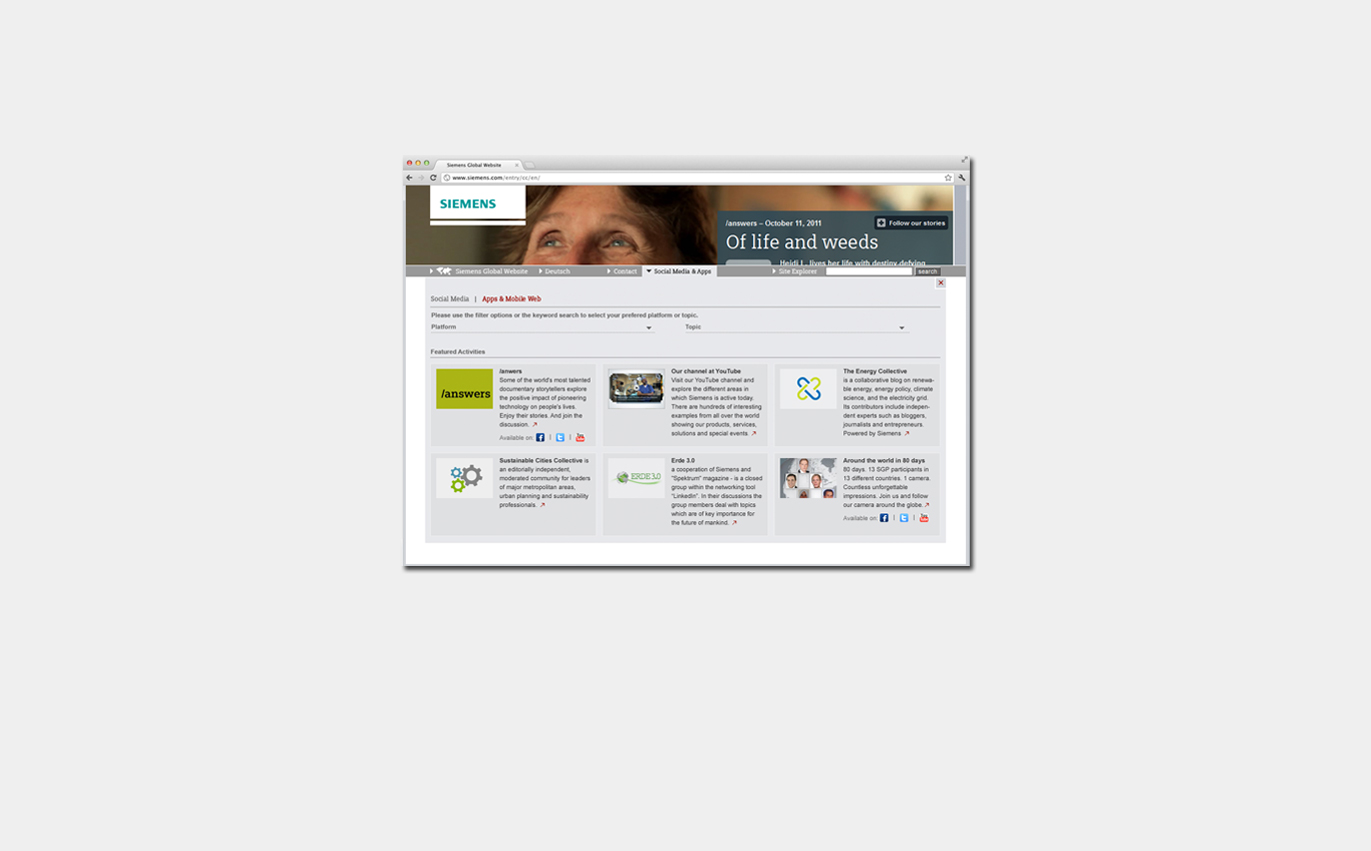 Siemens Global Website
www.siemens.com/entry/cc/en/
SIEMENS
/answers – October 11, 2011
Follow our stories
Of life and weeds
Heidi L. lives her life with destiny-defying
Siemens Global Website
Deutsch
Contact
Social Media & Apps
Site Explorer
search
Social Media | Apps & Mobile Web
Please use the filter options or the keyword search to select your prefered platform or topic.
Platform
Topic
Featured Activities
/answers
/anwers
Some of the world's most talented
documentary storytellers explore
the positive impact of pioneering
technology on people's lives.
Enjoy their stories. And join the
discussion.
Available on: | |
Our channel at YouTube
Visit our YouTube channel and
explore the different areas in
which Siemens is active today.
There are hundreds of interesting
examples from all over the world
showing our products, services,
solutions and special events.
The Energy Collective
is a collaborative blog on renewa-
ble energy, energy policy, climate
science, and the electricity grid.
Its contributors include indepen-
dent experts such as bloggers,
journalists and entrepreneurs.
Powered by Siemens
Sustainable Cities Collective is
an editorially independent,
moderated community for leaders
of major metropolitan areas,
urban planning and sustainability
professionals.
ERDE 3.0
Erde 3.0
a cooperation of Siemens and
"Spektrum" magazine - is a closed
group within the networking tool
"LinkedIn". In their discussions the
group members deal with topics
which are of key importance for
the future of mankind.
Around the world in 80 days
80 days. 13 SGP participants in
13 different countries. 1 camera.
Countless unforgettable
impressions. Join us and follow
our camera around the globe.
Available on: | |